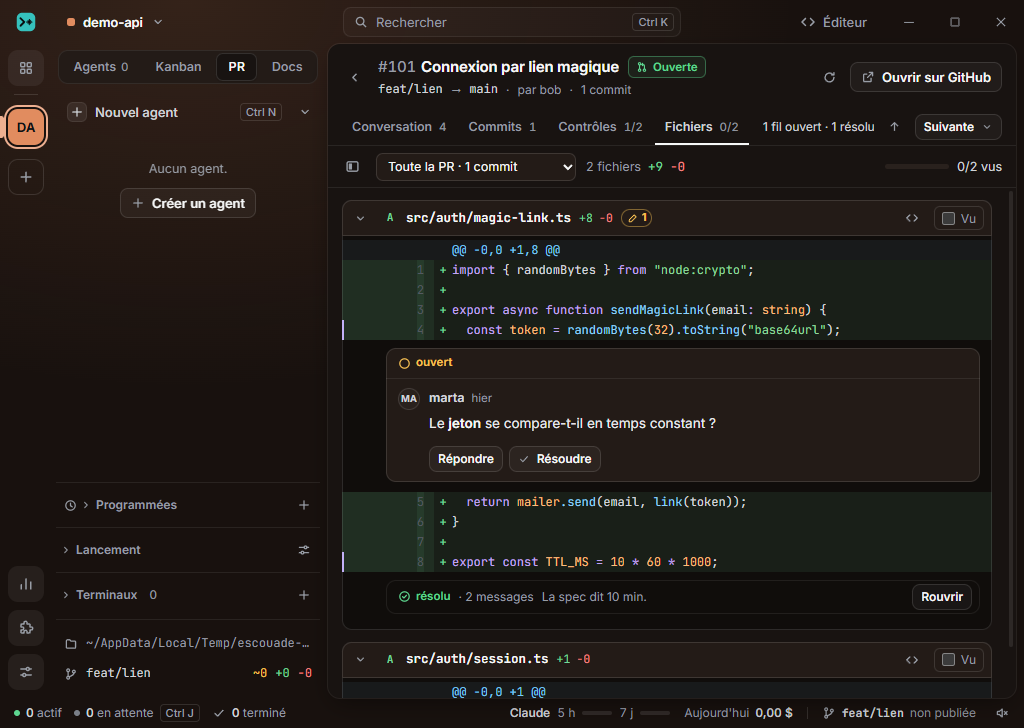 demo-api
Rechercher
Ctrl K
Éditeur
Agents 0
Kanban
PR
Docs
DA
Nouvel agent
Ctrl N
Aucun agent.
Créer un agent
Programmées
Lancement
Terminaux 0
~/AppData/Local/Temp/escouade-…
feat/lien
~0 +0 -0
#101 Connexion par lien magique
Ouverte
Ouvrir sur GitHub
feat/lien → main · par bob · 1 commit
Conversation 4
Commits 1
Contrôles 1/2
Fichiers 0/2
1 fil ouvert · 1 résolu
Suivante
Toute la PR · 1 commit
2 fichiers +9 -0
0/2 vus
A src/auth/magic-link.ts +8 -0
1
Vu
@@ -0,0 +1,8 @@
1 + import { randomBytes } from "node:crypto";
2 +
3 + export async function sendMagicLink(email: string) {
4 + const token = randomBytes(32).toString("base64url");
ouvert
MA
marta hier
Le jeton se compare-t-il en temps constant ?
Répondre
Résoudre
5 + return mailer.send(email, link(token));
6 + }
7 +
8 + export const TTL_MS = 10 * 60 * 1000;
résolu · 2 messages La spec dit 10 min.
Rouvrir
A src/auth/session.ts +1 -0
Vu
@@ -0,0 +1 @@
0 actif
0 en attente
Ctrl J
0 terminé
Claude 5 h
7 j
Aujourd'hui 0,00 $
feat/lien non publiée